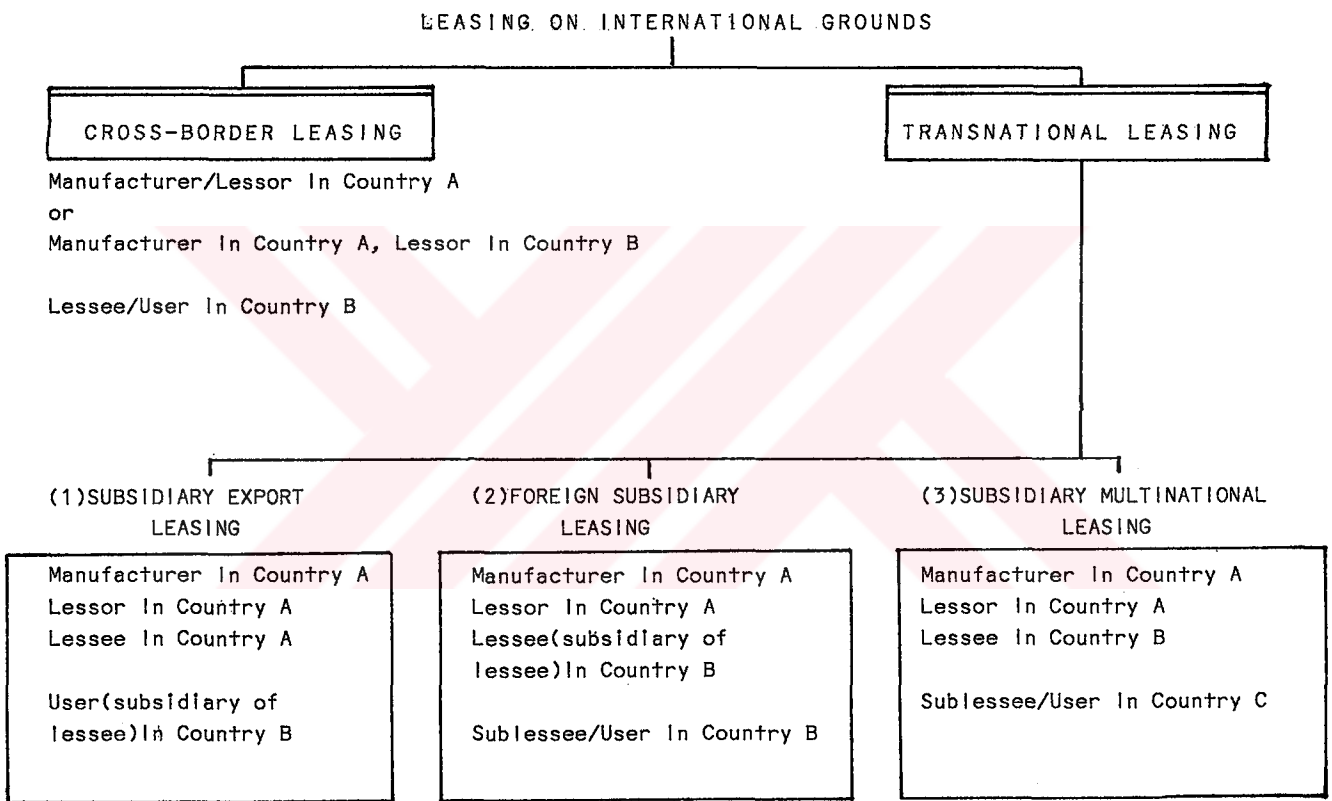 LEASING ON INTERNATIONAL GROUNDS
CROSS-BORDER LEASING
TRANSNATIONAL LEASING
Manufacturer/Lessor In Country A
or
Manufacturer In Country A, Lessor In Country B
Lessee/User In Country B
(1)SUBSIDIARY EXPORT
LEASING
Manufacturer In Country A
Lessor In Country A
Lessee In Country A
User(subsidiary of
lessee)In Country B
(2)FOREIGN SUBSIDIARY
LEASING
Manufacturer In Country A
Lessor In Country A
Lessee(subsidiary of
lessee)In Country B
Sublessee/User In Country B
(3)SUBSIDIARY MULTINATIONAL
LEASING
Manufacturer In Country A
Lessor In Country A
Lessee In Country B
Sublessee/User In Country C